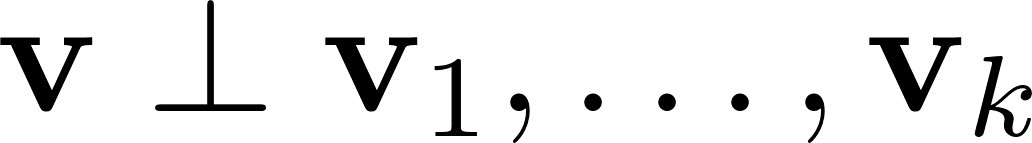 𝐯 ⊥ 𝐯₁, . . . , 𝐯ₖ